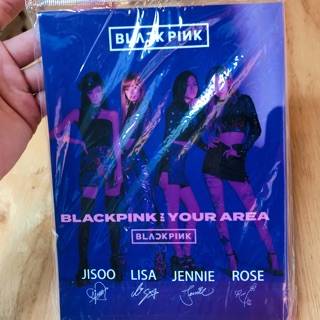 BLACKPINK
BLACKPINK IN YOUR AREA
BLACKPINK
JISOO LISA JENNIE ROSE